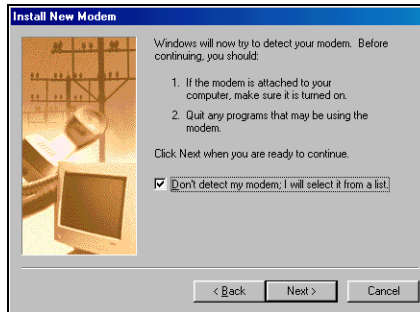 Install New Modem
Windows will now try to detect your modem. Before
continuing, you should:
1. If the modem is attached to your
computer, make sure it is turned on.
2. Quit any programs that may be using the
modem.
Click Next when you are ready to continue.
Don't detect my modem; I will select it from a list.
< Back
Next >
Cancel